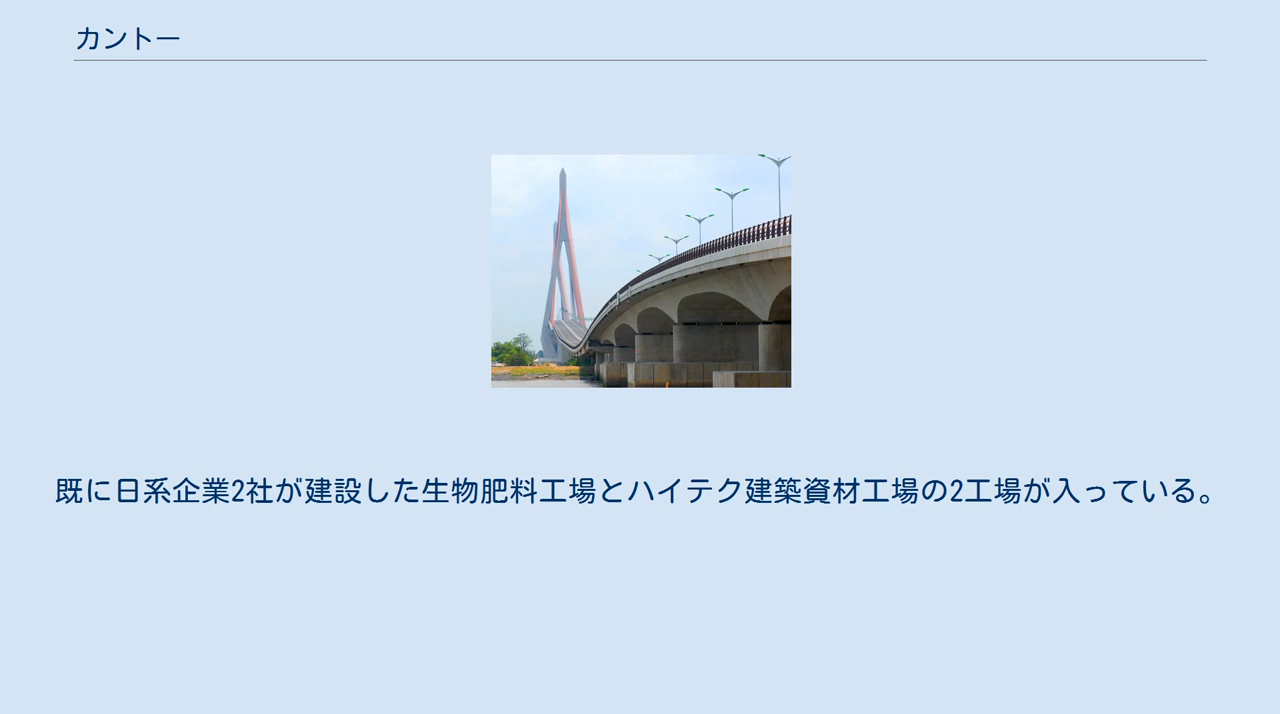 カントー
既に日系企業2社が建設した生物肥料工場とハイテク建築資材工場の2工場が入っている。